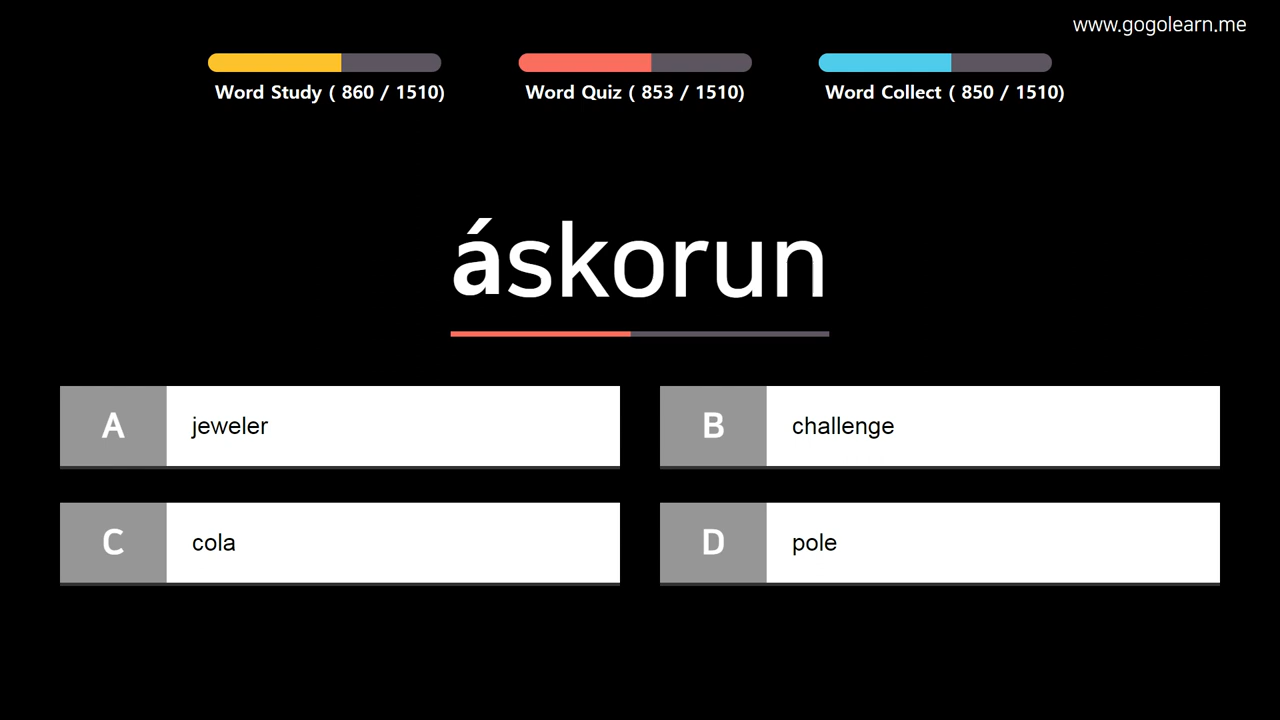 www.gogolearn.me
Word Study ( 860 / 1510)
Word Quiz ( 853 / 1510)
Word Collect ( 850 / 1510)
áskorun
A
jeweler
B
challenge
C
cola
D
pole